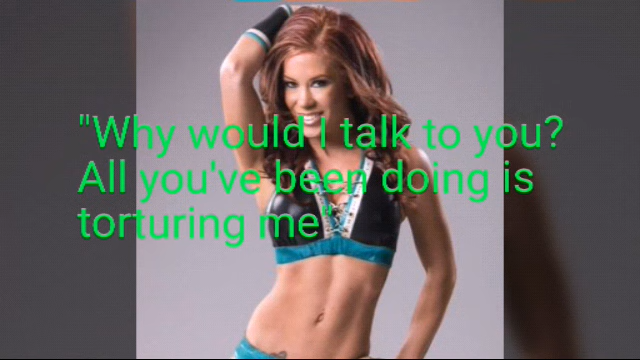 "Why would I talk to you?
All you've been doing is
torturing me"